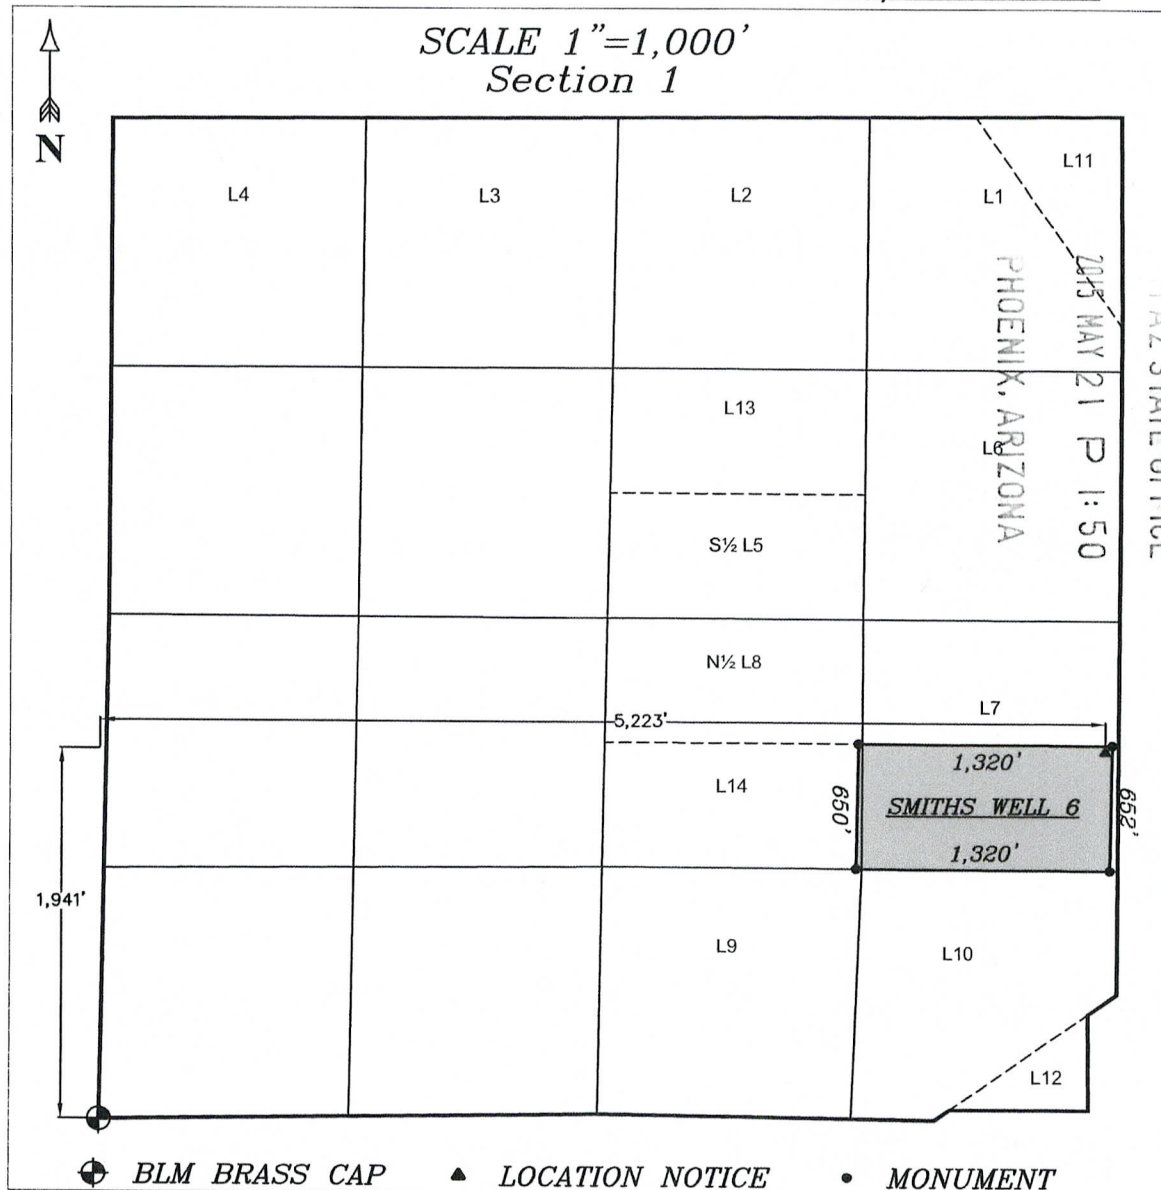 SCALE 1"=1,000'
Section 1
N
L4
L3
L2
L1
L11
AZ STATE OFFICE
2015 MAY 21 P 1:50
PHOENIX, ARIZONA
L13
L6
S½ L5
N½ L8
L7
5,223'
1,320'
L14
650'
SMITHS WELL 6
652'
1,320'
1,941'
L9
L10
L12
BLM BRASS CAP
LOCATION NOTICE
MONUMENT